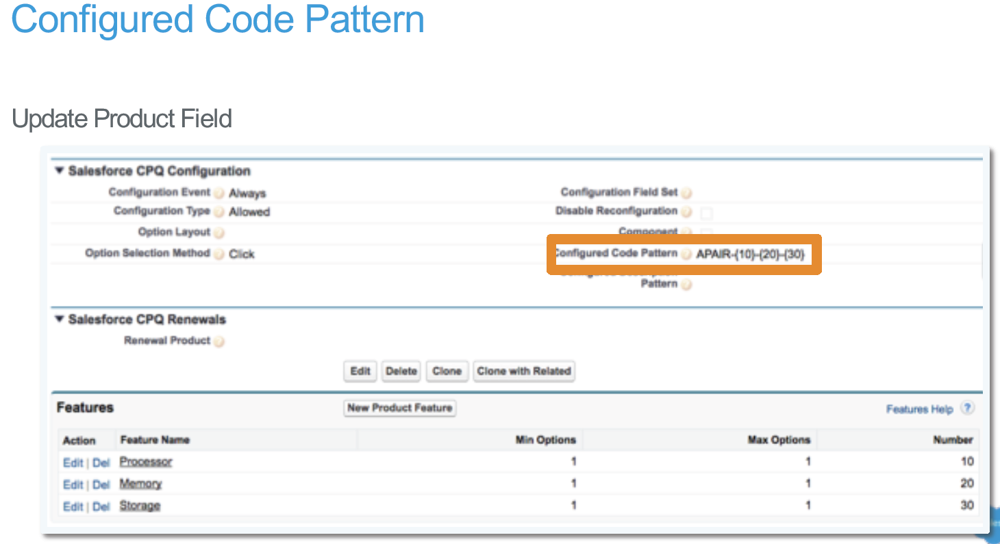 Configured Code Pattern
Update Product Field
Salesforce CPQ Configuration
Configuration Event Always
Configuration Field Set
Configuration Type Allowed
Disable Reconfiguration
Option Layout
Component
Option Selection Method Click
Configured Code Pattern APAIR-{10}-{20}-{30}
Pattern
Salesforce CPQ Renewals
Renewal Product
Edit Delete Clone Clone with Related
Features New Product Feature Features Help ?
Action Feature Name Min Options Max Options Number
Edit | Del Processor 1 1 10
Edit | Del Memory 1 1 20
Edit | Del Storage 1 1 30